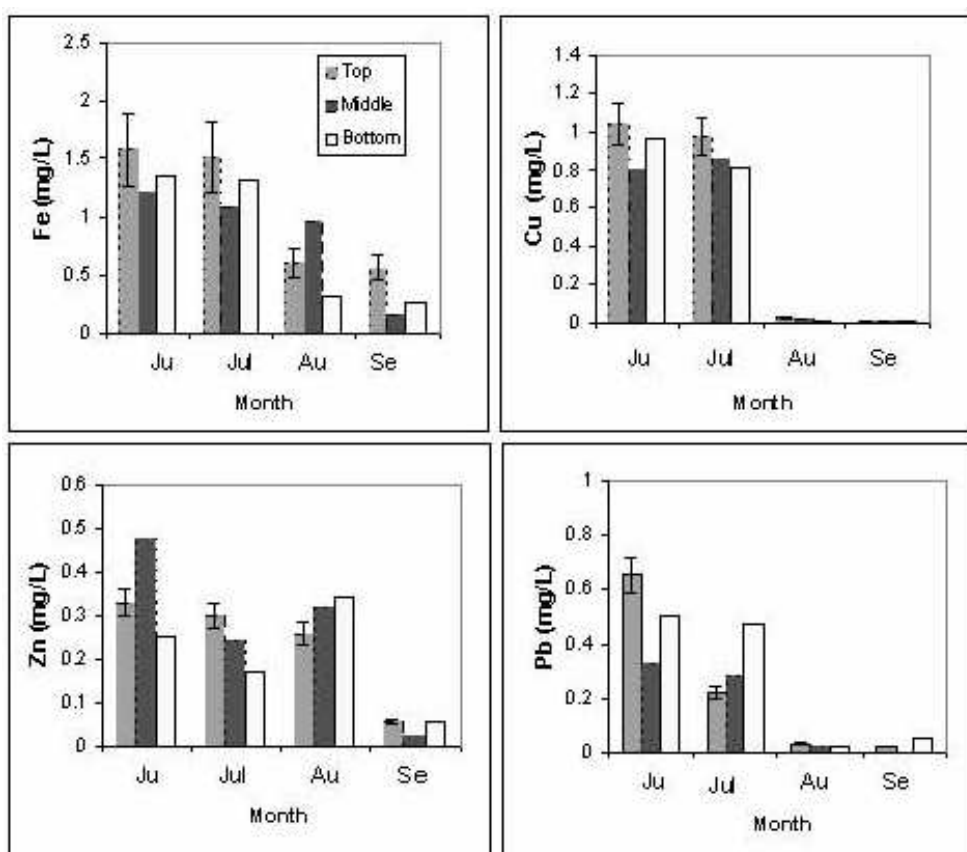 2.5
2
1.5
1
0.5
0
Fe (mg/L)
Top
Middle
Bottom
Ju Jul Au Se
Month
1.4
1.2
1
0.8
0.6
0.4
0.2
0
Cu (mg/L)
Ju Jul Au Se
Month
0.6
0.5
0.4
0.3
0.2
0.1
0
Zn (mg/L)
Ju Jul Au Se
Month
1
0.8
0.6
0.4
0.2
0
Pb (mg/L)
Ju Jul Au Se
Month